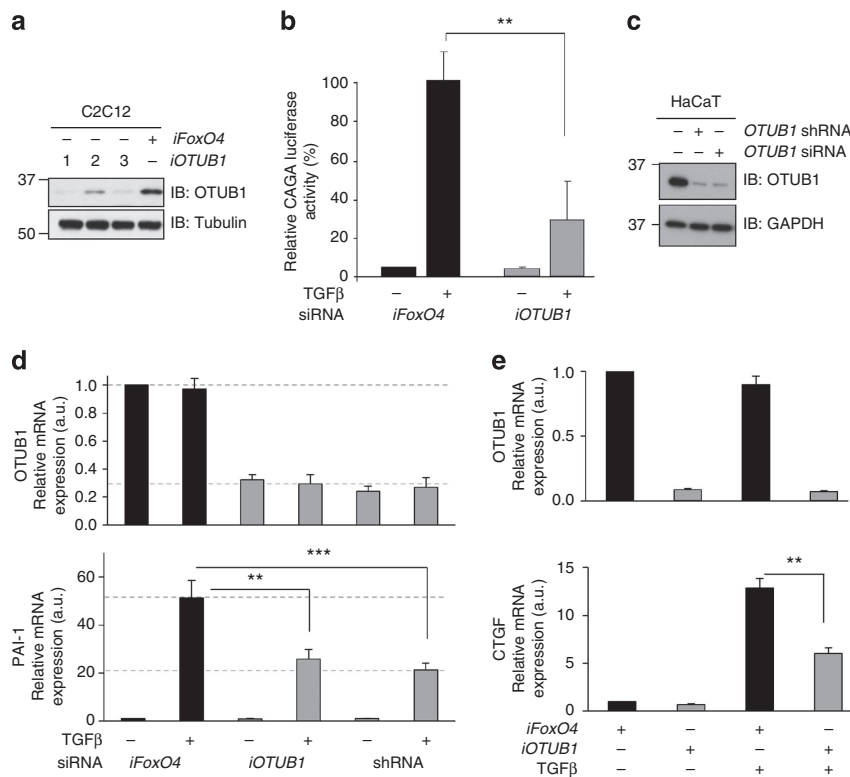 a
C2C12
– – – + iFoxO4
1 2 3 – iOTUB1
37
IB: OTUB1
50
IB: Tubulin
b
**
Relative CAGA luciferase
activity (%)
120
100
80
60
40
20
0
TGFβ – + – +
siRNA iFoxO4 iOTUB1
c
HaCaT
– + – OTUB1 shRNA
– – + OTUB1 siRNA
37
IB: OTUB1
37
IB: GAPDH
d
OTUB1
Relative mRNA
expression (a.u.)
1.0
0.8
0.6
0.4
0.2
0.0
PAI-1
Relative mRNA
expression (a.u.)
60
40
20
0
***
**
TGFβ – + – + – +
siRNA iFoxO4 iOTUB1 shRNA
e
OTUB1
Relative mRNA
expression (a.u.)
1.0
0.5
0.0
CTGF
Relative mRNA
expression (a.u.)
15
10
5
0
**
iFoxO4 + – + –
iOTUB1 – + – +
TGFβ – – + +